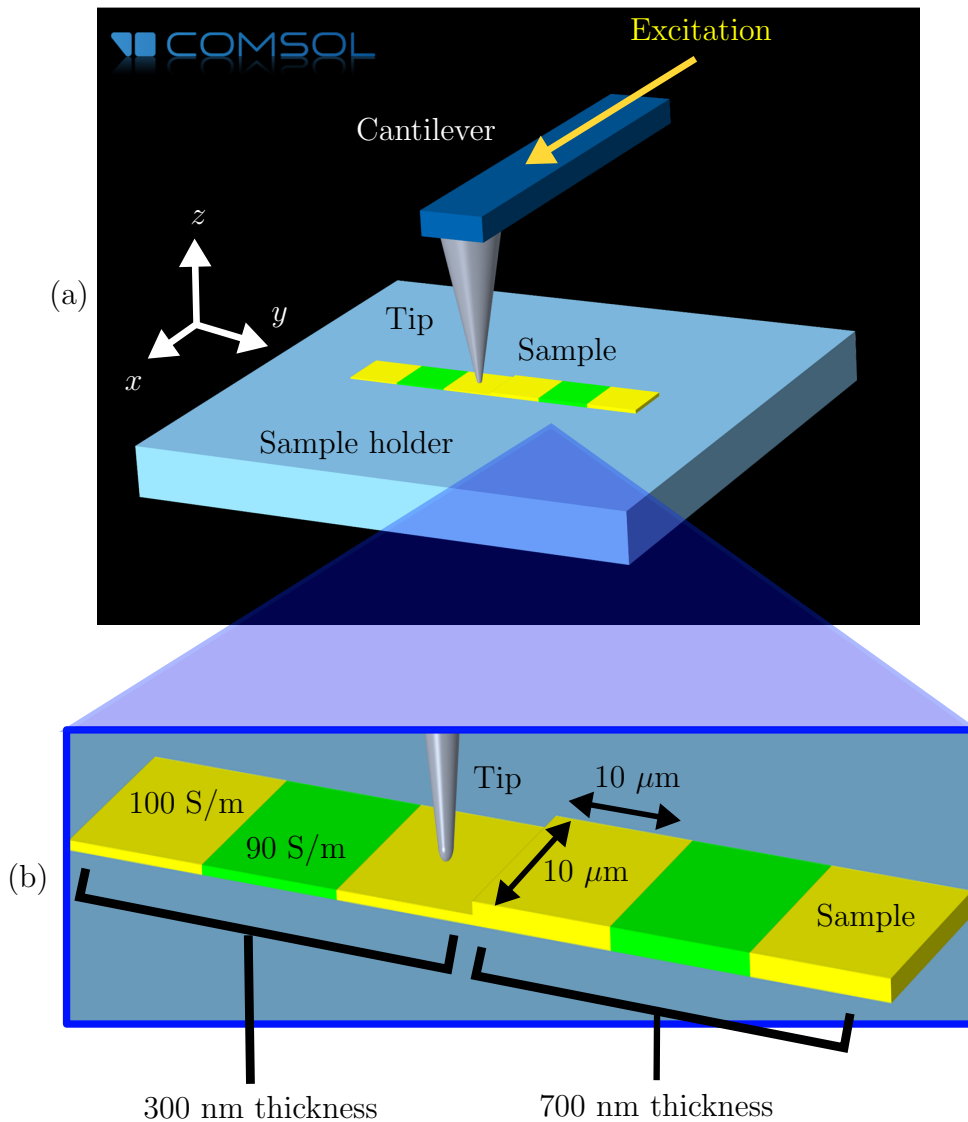 COMSOL
Excitation
Cantilever
z
y
x
(a)
Tip
Sample
Sample holder
Tip
10 μm
100 S/m
90 S/m
10 μm
(b)
Sample
300 nm thickness
700 nm thickness